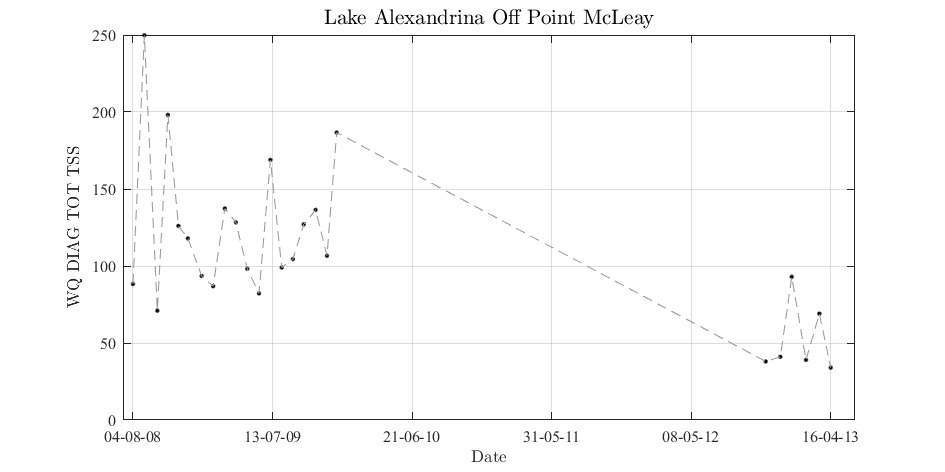 Lake Alexandrina Off Point McLeay
WQ DIAG TOT TSS
250
200
150
100
50
0
04-08-08 13-07-09 21-06-10 31-05-11 08-05-12 16-04-13
Date